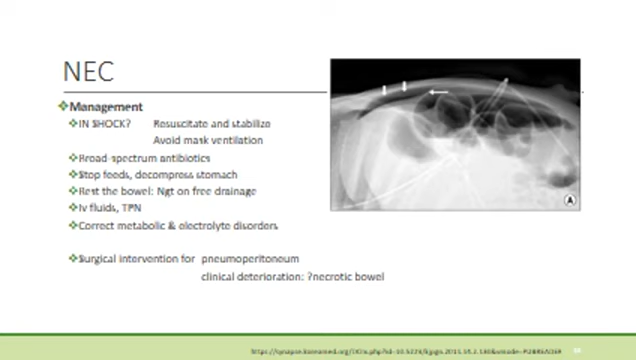 NEC
Management
IN SHOCK? Resuscitate and stabilize
Avoid mask ventilation
Broad-spectrum antibiotics
Stop feeds, decompress stomach
Rest the bowel: Ngt on free drainage
Iv fluids, TPN
Correct metabolic & electrolyte disorders
Surgical intervention for pneumoperitoneum
clinical deterioration: ?necrotic bowel
A